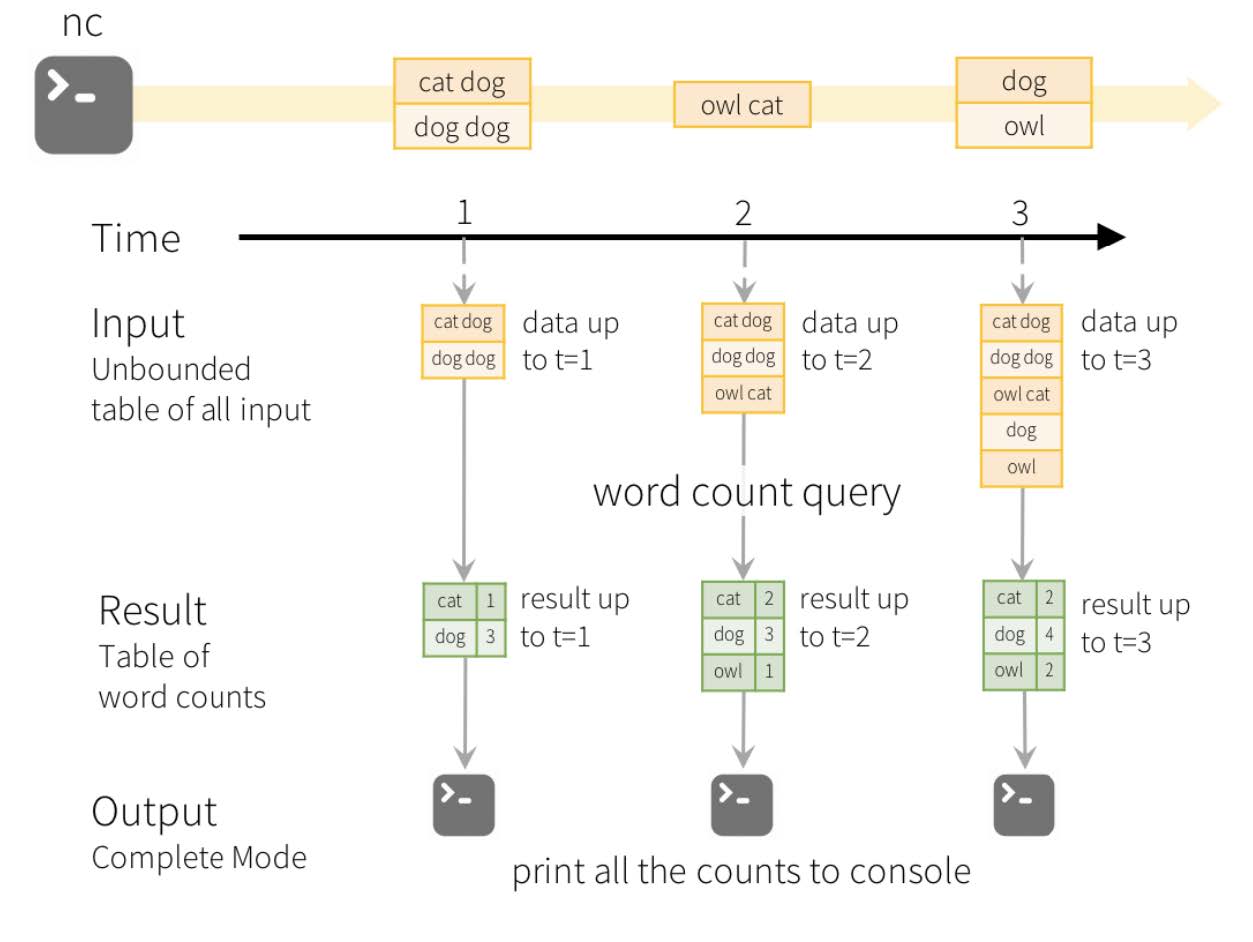 nc
cat dog
dog dog
owl cat
dog
owl
Time
1
2
3
Input
Unbounded
table of all input
cat dog
dog dog
data up
to t=1
cat dog
dog dog
owl cat
data up
to t=2
cat dog
dog dog
owl cat
dog
owl
data up
to t=3
word count query
Result
Table of
word counts
cat 1
dog 3
result up
to t=1
cat 2
dog 3
owl 1
result up
to t=2
cat 2
dog 4
owl 2
result up
to t=3
Output
Complete Mode
print all the counts to console